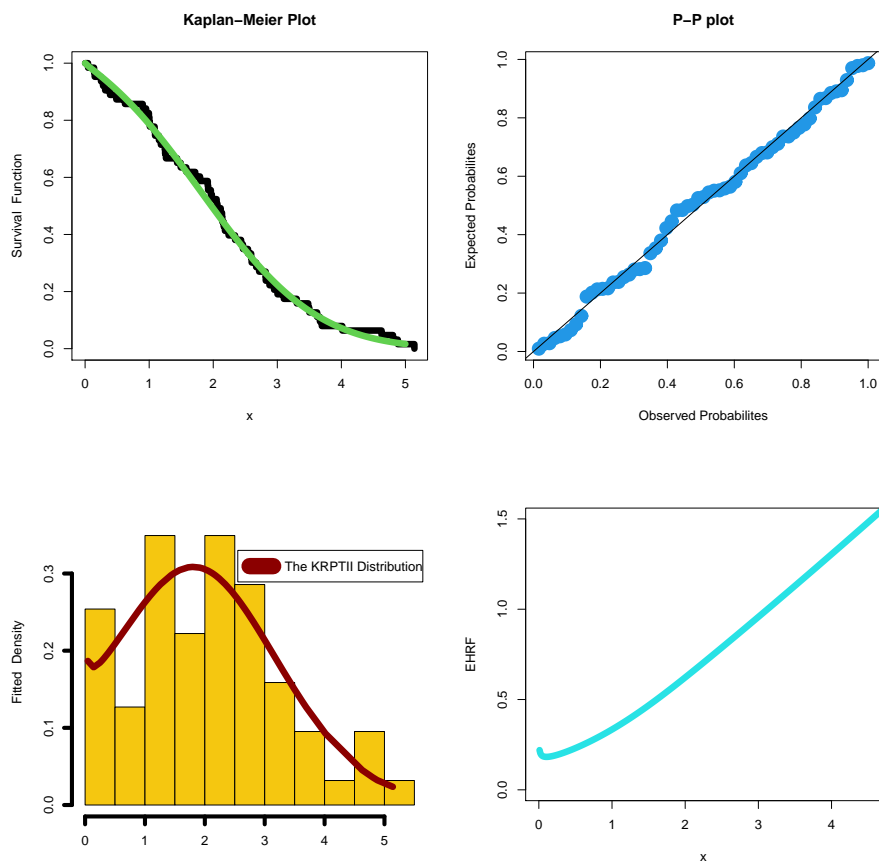 Kaplan–Meier Plot
1.0
0.8
0.6
0.4
0.2
0.0
Survival Function
0 1 2 3 4 5
x
P–P plot
1.0
0.8
0.6
0.4
0.2
0.0
Expected Probabilites
0.0 0.2 0.4 0.6 0.8 1.0
Observed Probabilites
The KRPTII Distribution
0.3
0.2
0.1
0.0
Fitted Density
0 1 2 3 4 5
1.5
1.0
0.5
0.0
EHRF
0 1 2 3 4
x